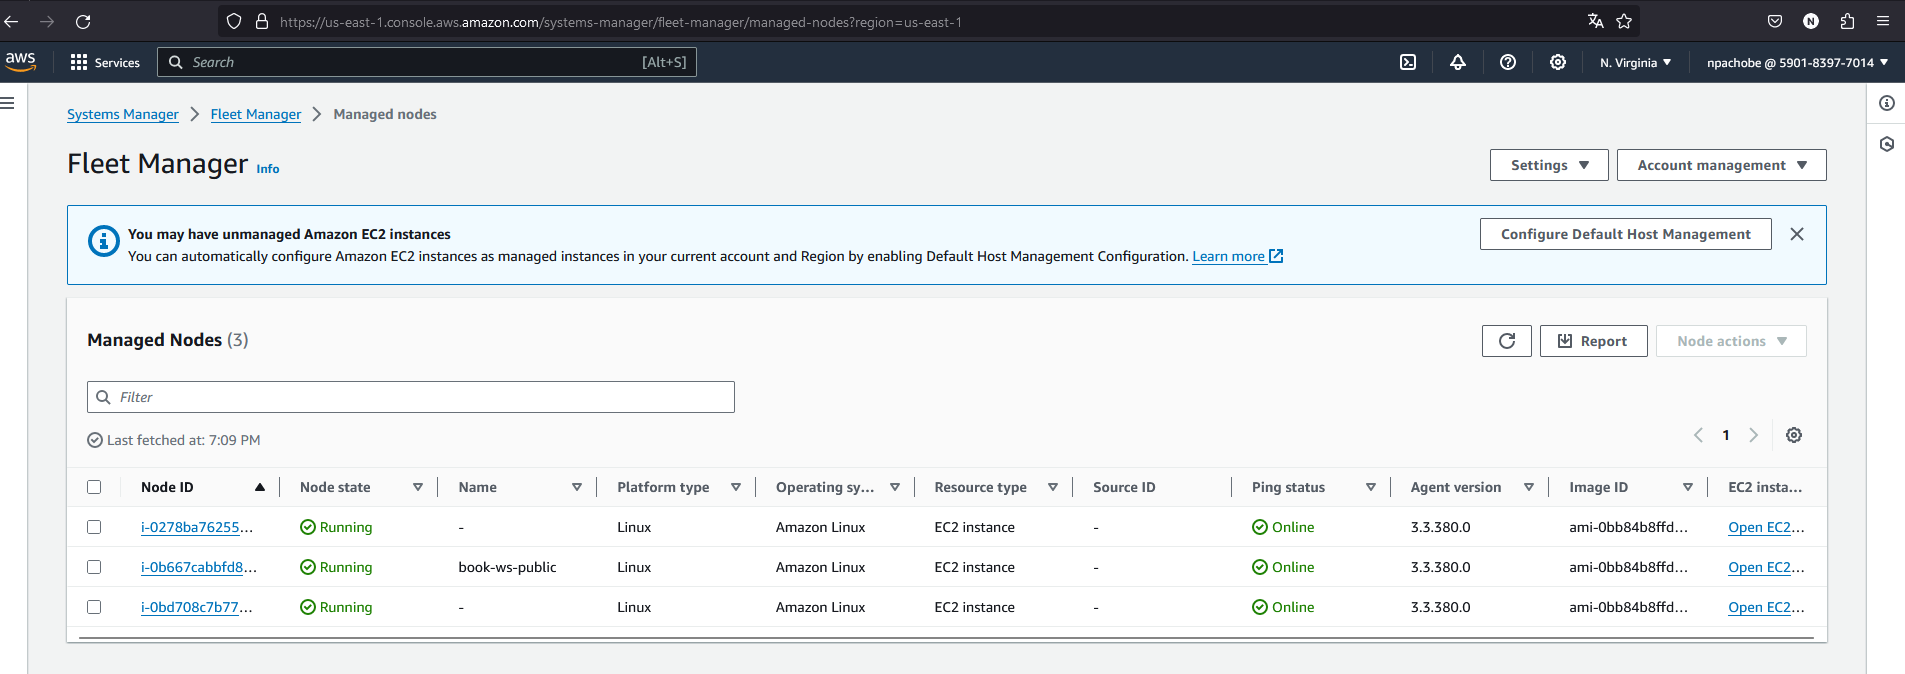 https://us-east-1.console.aws.amazon.com/systems-manager/fleet-manager/managed-nodes?region=us-east-1
N
aws Services Search [Alt+S] N. Virginia npachobe @ 5901-8397-7014
Systems Manager Fleet Manager Managed nodes
Fleet Manager Info Settings Account management
You may have unmanaged Amazon EC2 instances Configure Default Host Management
You can automatically configure Amazon EC2 instances as managed instances in your current account and Region by enabling Default Host Management Configuration. Learn more
Managed Nodes (3) Report Node actions
Filter
Last fetched at: 7:09 PM 1
Node ID Node state Name Platform type Operating sy... Resource type Source ID Ping status Agent version Image ID EC2 insta...
i-0278ba76255... Running - Linux Amazon Linux EC2 instance - Online 3.3.380.0 ami-0bb84b8ffd... Open EC2...
i-0b667cabbfd8... Running book-ws-public Linux Amazon Linux EC2 instance - Online 3.3.380.0 ami-0bb84b8ffd... Open EC2...
i-0bd708c7b77... Running - Linux Amazon Linux EC2 instance - Online 3.3.380.0 ami-0bb84b8ffd... Open EC2...